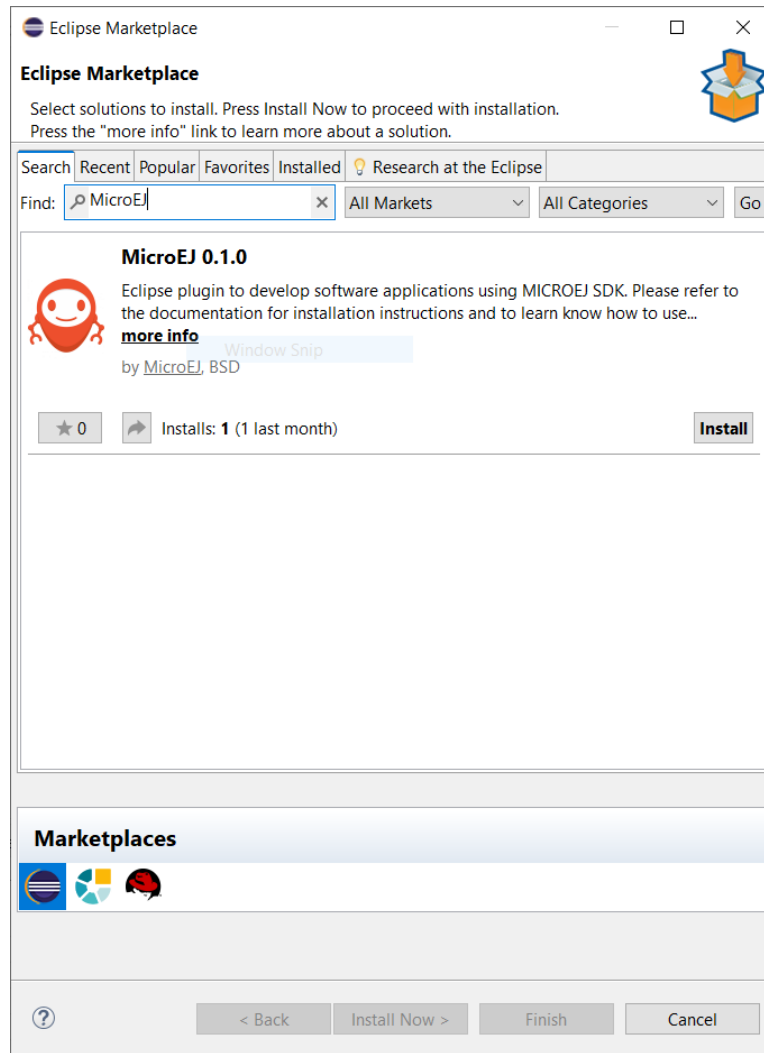 Eclipse Marketplace
Eclipse Marketplace
Select solutions to install. Press Install Now to proceed with installation.
Press the "more info" link to learn more about a solution.
Search Recent Popular Favorites Installed Research at the Eclipse
Find: MicroEJ All Markets All Categories Go
MicroEJ 0.1.0
Eclipse plugin to develop software applications using MICROEJ SDK. Please refer to
the documentation for installation instructions and to learn know how to use...
more info
Window Snip
by MicroEJ, BSD
0 Installs: 1 (1 last month) Install
Marketplaces
? < Back Install Now > Finish Cancel